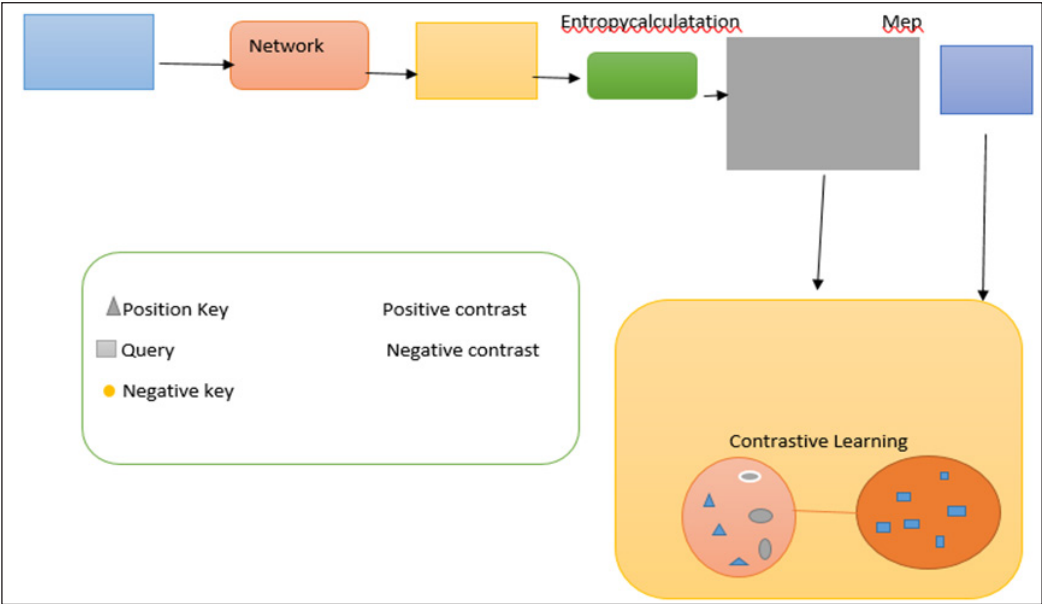 Entropycalculatation
Mep
Network
Position Key
Positive contrast
Query
Negative contrast
Negative key
Contrastive Learning